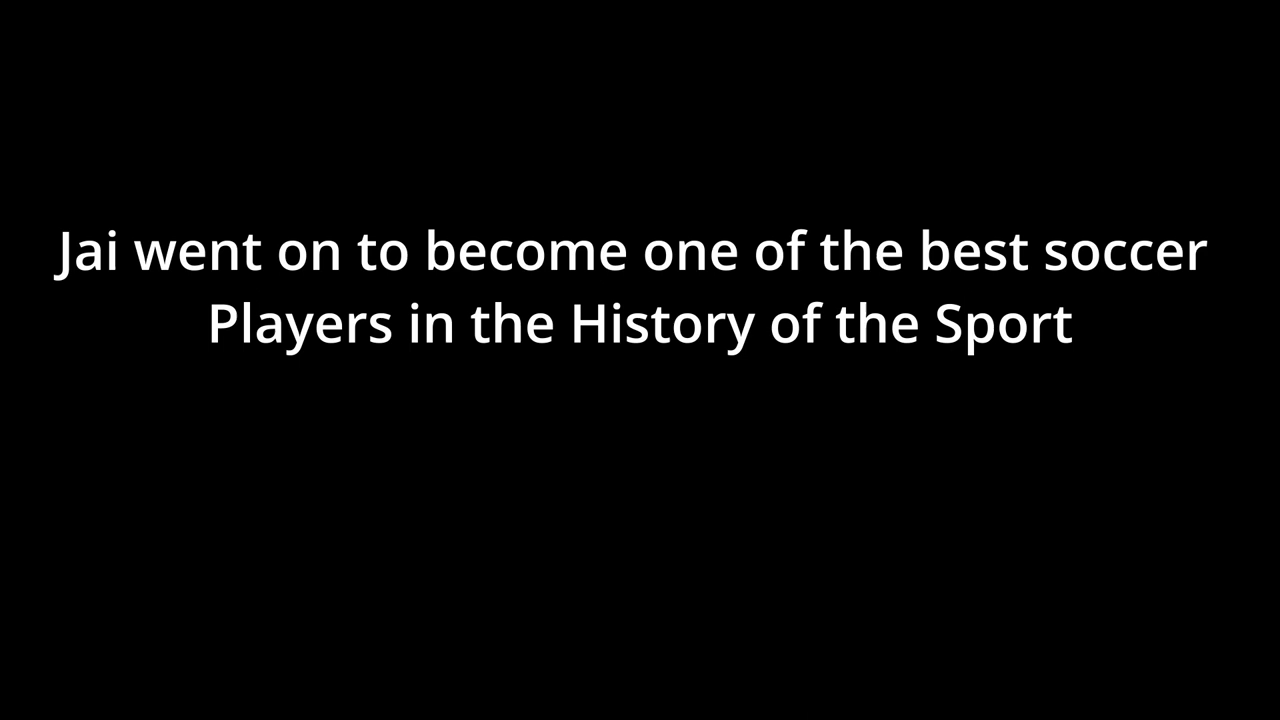 Jai went on to become one of the best soccer
Players in the History of the Sport